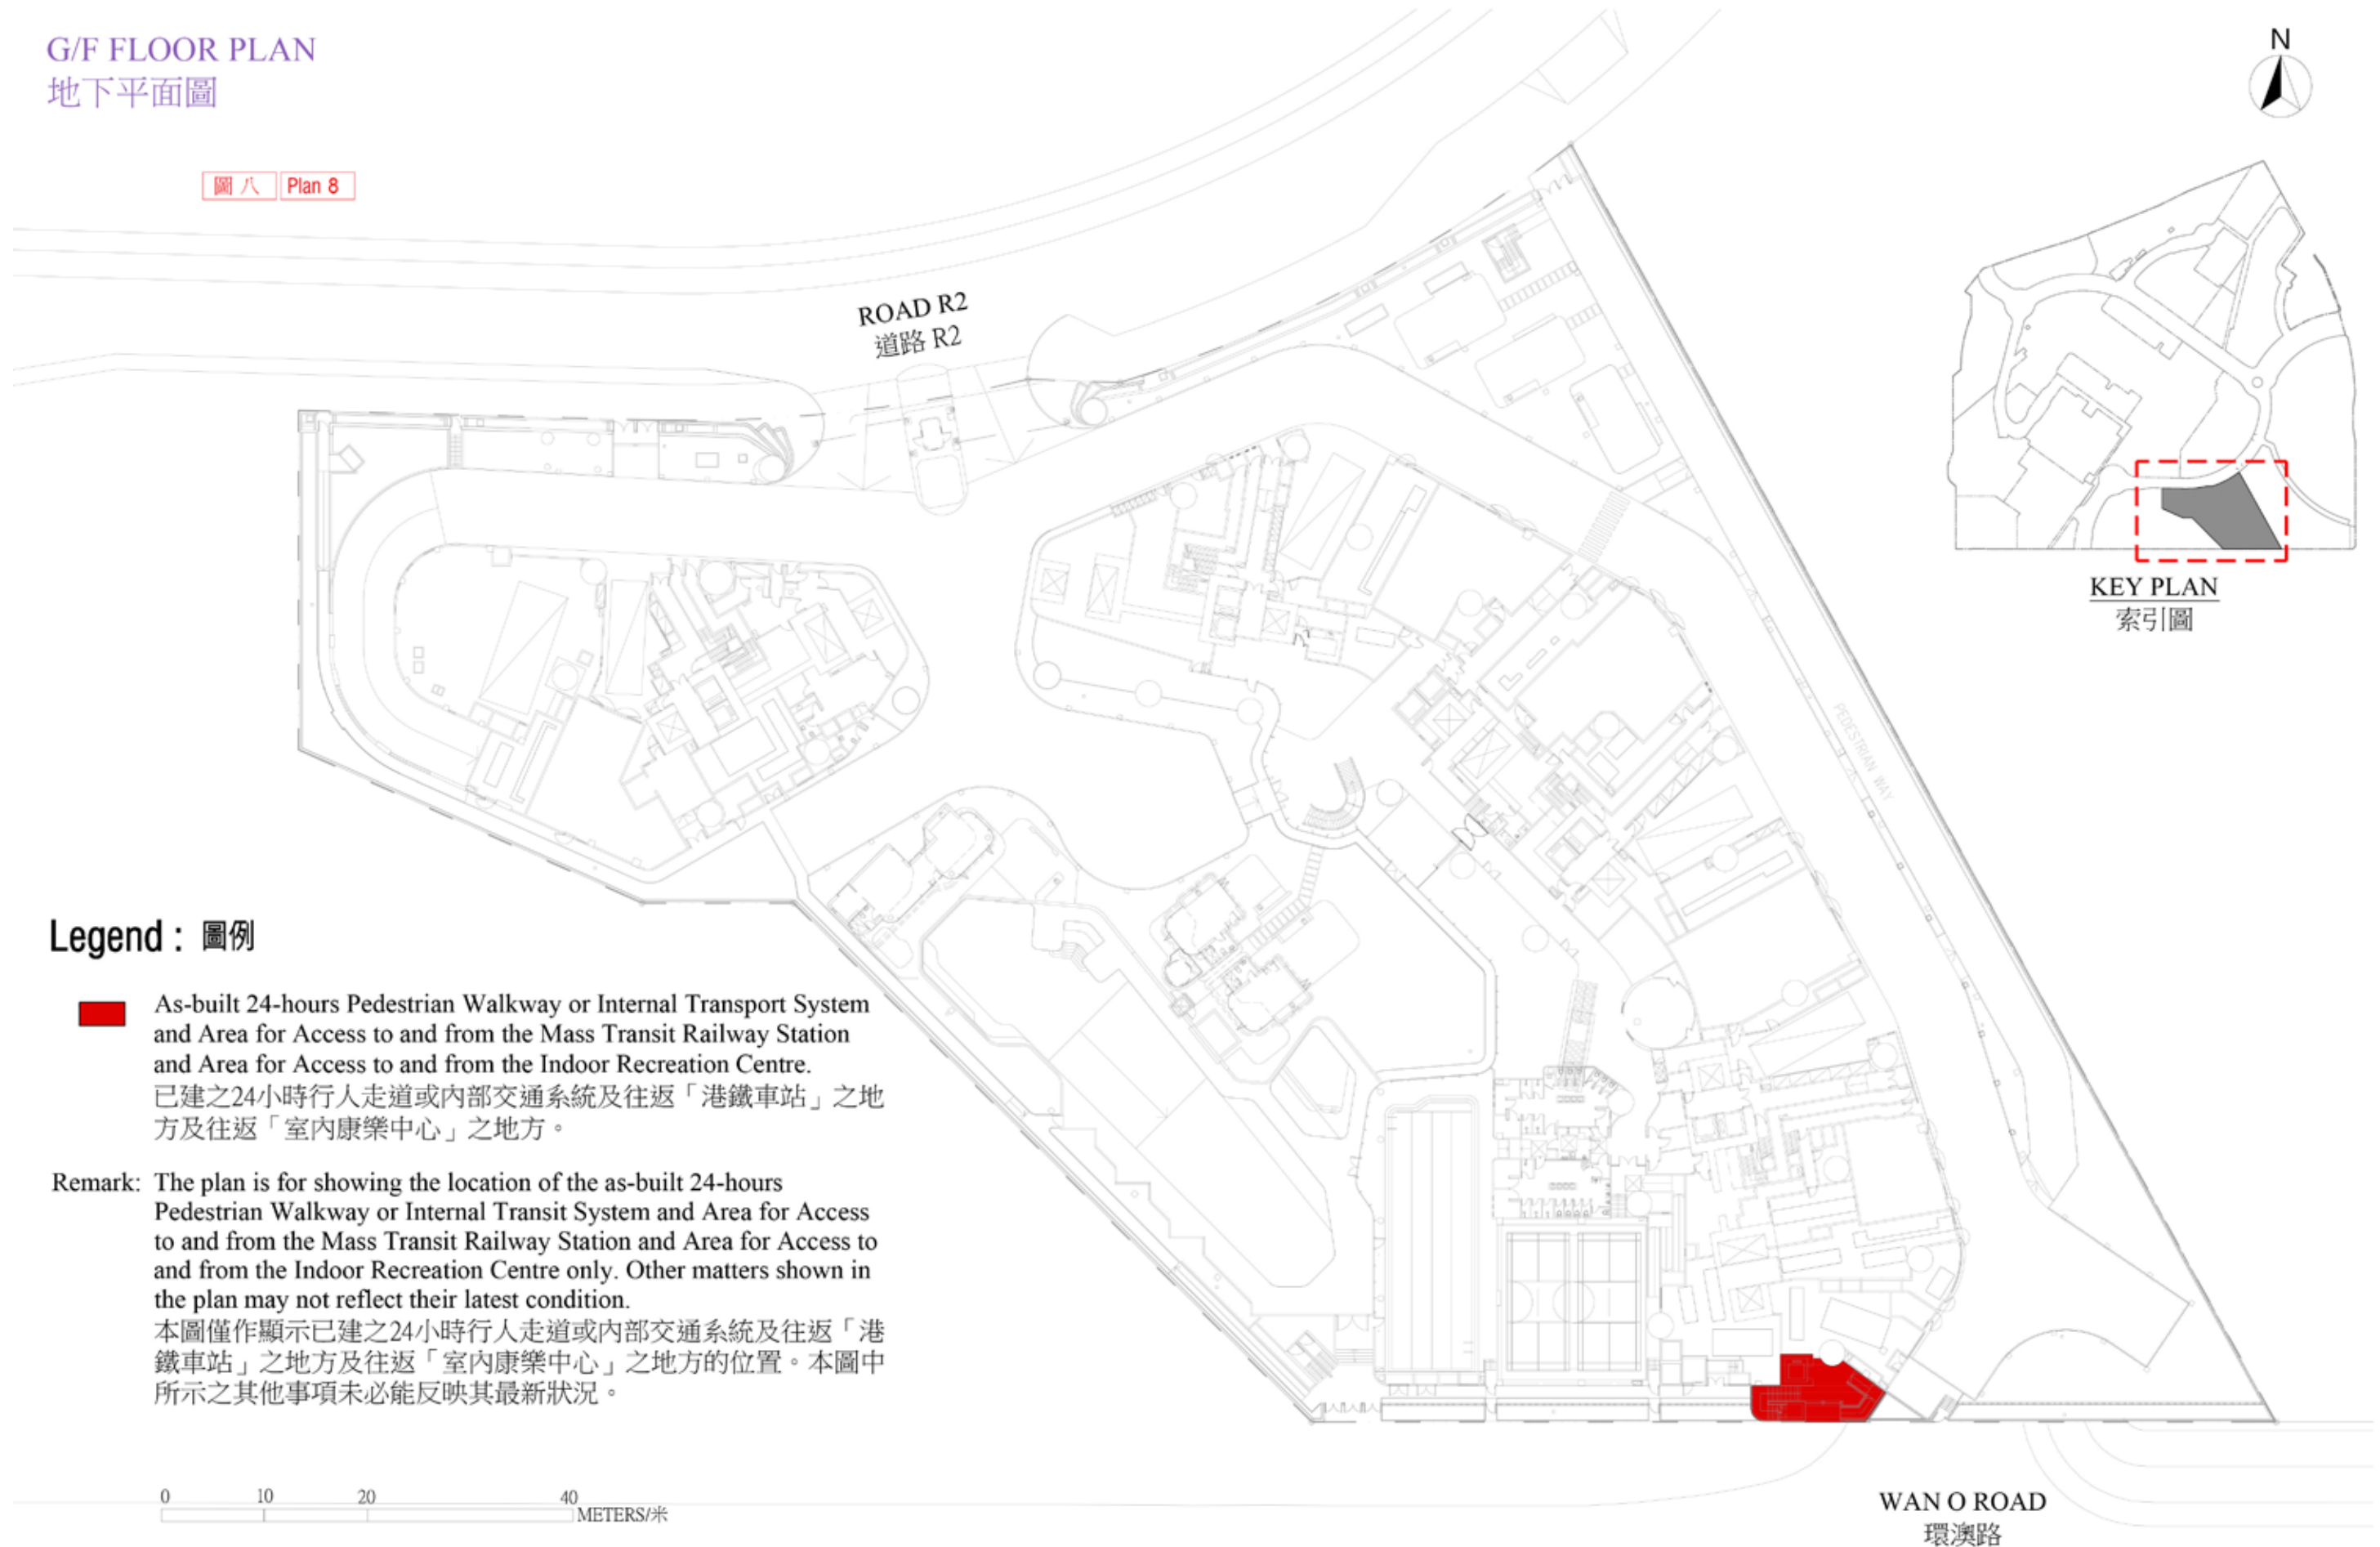 G/F FLOOR PLAN
地下平面圖
N
圖 八 Plan 8
ROAD R2
道路 R2
KEY PLAN
索引圖
PEDESTRIAN WAY
Legend : 圖例
As-built 24-hours Pedestrian Walkway or Internal Transport System
and Area for Access to and from the Mass Transit Railway Station
and Area for Access to and from the Indoor Recreation Centre.
已建之24小時行人走道或內部交通系統及往返「港鐵車站」之地
方及往返「室內康樂中心」之地方。
Remark: The plan is for showing the location of the as-built 24-hours
Pedestrian Walkway or Internal Transit System and Area for Access
to and from the Mass Transit Railway Station and Area for Access to
and from the Indoor Recreation Centre only. Other matters shown in
the plan may not reflect their latest condition.
本圖僅作顯示已建之24小時行人走道或內部交通系統及往返「港
鐵車站」之地方及往返「室內康樂中心」之地方的位置。本圖中
所示之其他事項未必能反映其最新狀況。
0 10 20 40
METERS/米
WAN O ROAD
環澳路